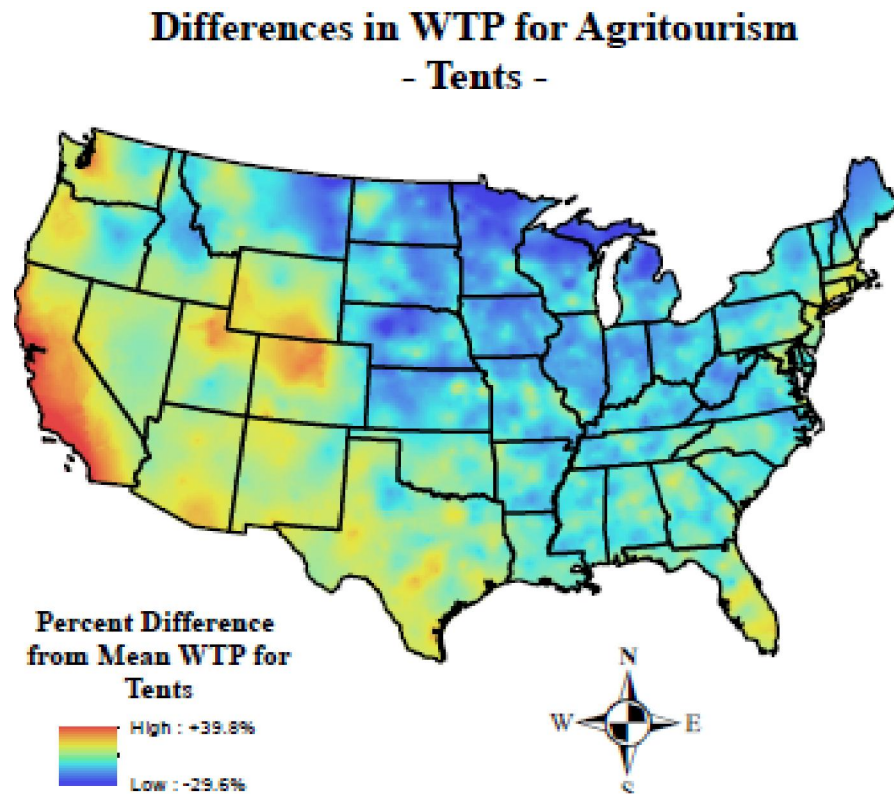 Differences in WTP for Agritourism
- Tents -
Percent Difference
from Mean WTP for
Tents
High : +39.8%
Low : -29.6%
N
W
E
S